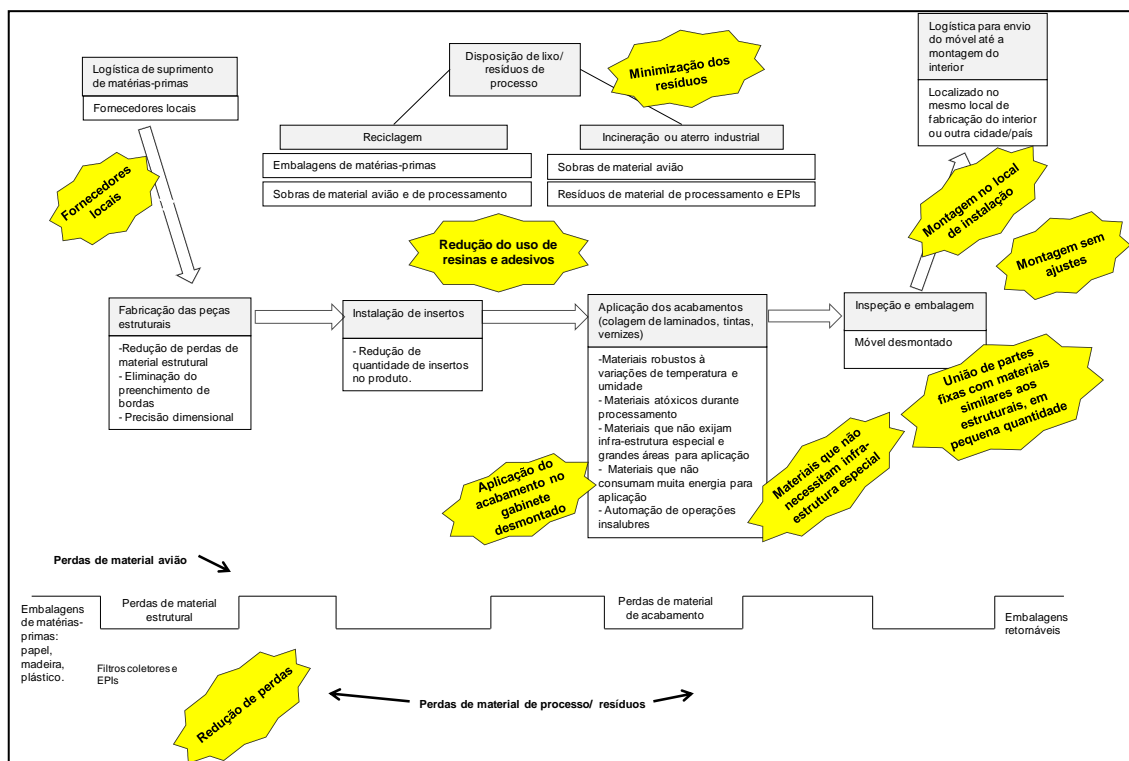 Logística de suprimento
de matérias-primas
Fornecedores locais
Fornecedores
locais
Disposição de lixo/
resíduos de
processo
Minimização dos
resíduos
Reciclagem
Embalagens de matérias-primas
Sobras de material avião e de processamento
Incineração ou aterro industrial
Sobras de material avião
Resíduos de material de processamento e EPIs
Logística para envio
do móvel até a
montagem do
interior
Localizado no
mesmo local de
fabricação do interior
ou outra cidade/país
Montagem no local
de instalação
Montagem sem
ajustes
Redução do uso de
resinas e adesivos
Fabricação das peças
estruturais
-Redução de perdas de
material estrutural
- Eliminação do
preenchimento de
bordas
- Precisão dimensional
Instalação de insertos
- Redução de
quantidade de insertos
no produto.
Aplicação dos acabamentos
(colagem de laminados, tintas,
vernizes)
-Materiais robustos à
variações de temperatura e
umidade
- Materiais atóxicos durante
processamento
- Materiais que não exijam
infra-estrutura especial e
grandes áreas para aplicação
- Materiais que não
consumam muita energia para
aplicação
- Automação de operações
insalubres
Inspeção e embalagem
Móvel desmontado
União de partes
fixas com materiais
similares aos
estruturais, em
pequena quantidade
Materiais que não
necessitam infra-
estrutura especial
Aplicação do
acabamento no
gabinete
desmontado
Perdas de material avião
Embalagens
de matérias-
primas:
papel,
madeira,
plástico.
Perdas de material
estrutural
Filtros coletores e
EPIs
Perdas de material
de acabamento
Embalagens
retornáveis
Redução de perdas
Perdas de material de processo/ resíduos